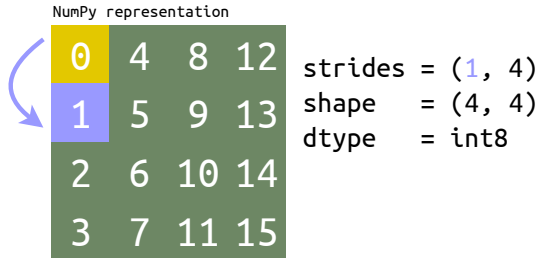 NumPy representation
0 4 8 12
1 5 9 13
2 6 10 14
3 7 11 15
strides = (1, 4)
shape = (4, 4)
dtype = int8